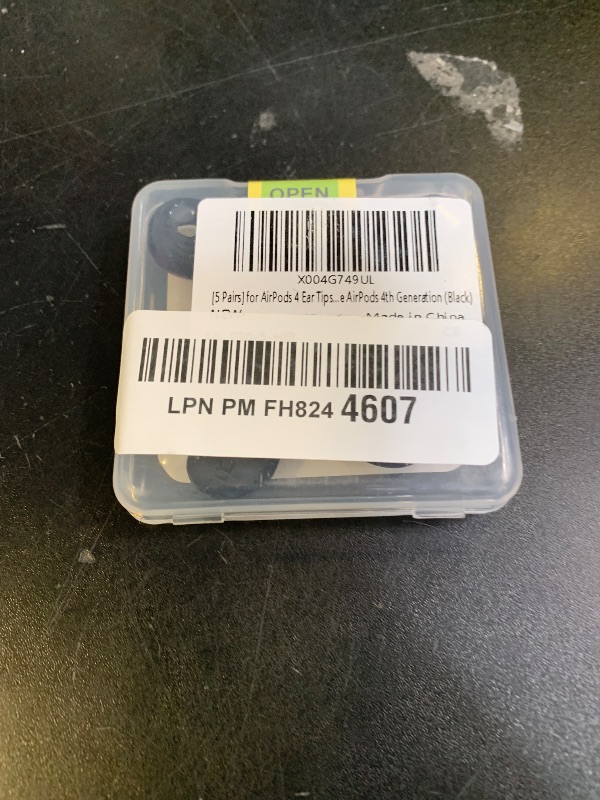 OPEN
X004G749UL
[5 Pairs] for AirPods 4 Ear Tips...e AirPods 4th Generation (Black)
Made in China
LPN PM FH824 4607